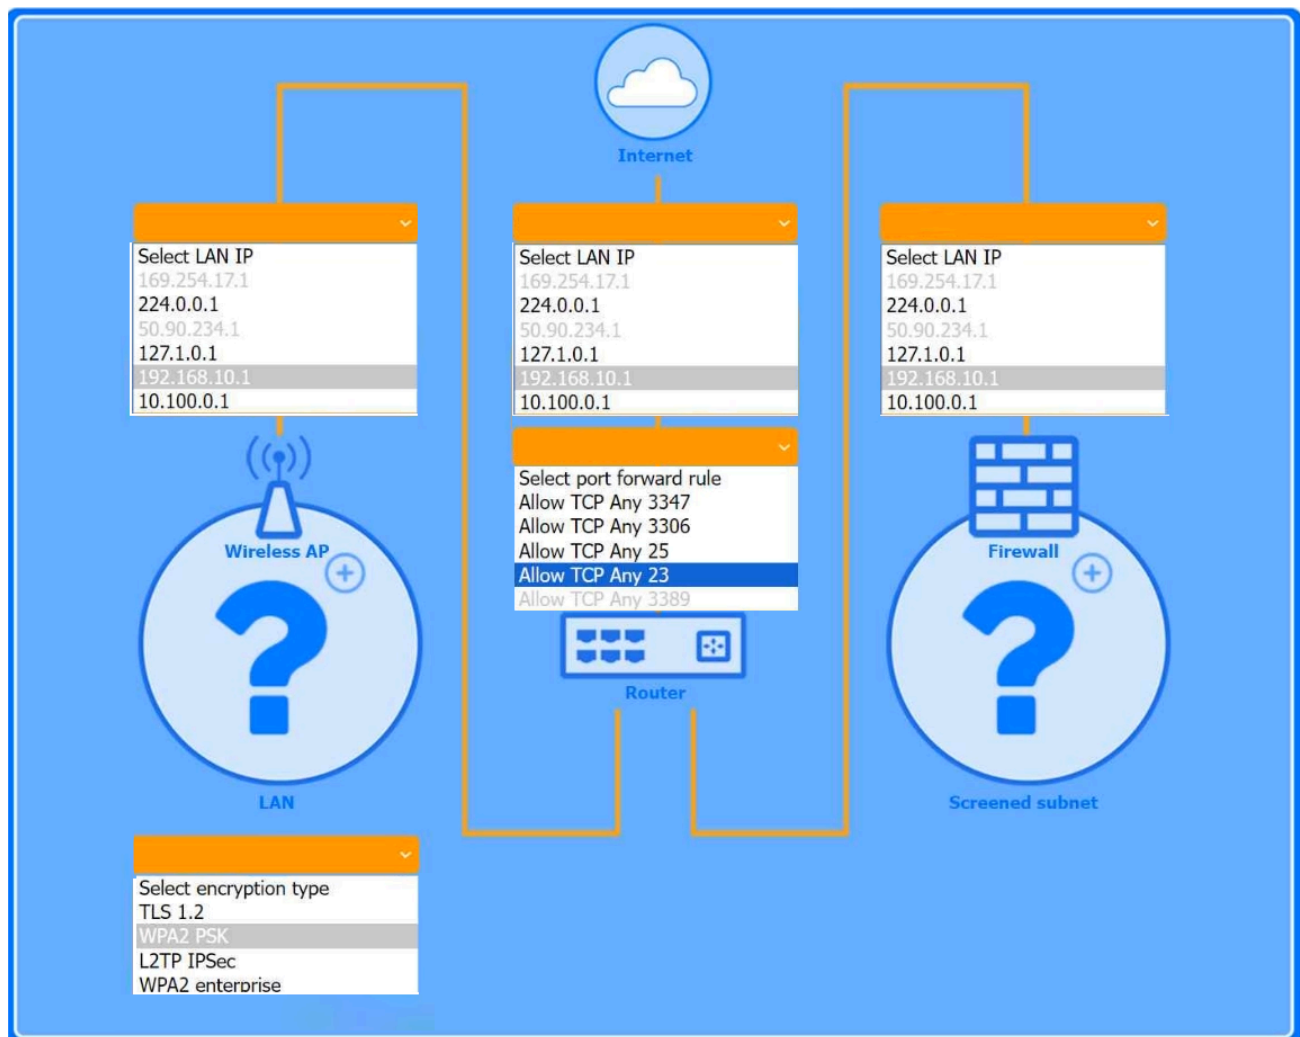 Internet
Select LAN IP
169.254.17.1
224.0.0.1
50.90.234.1
127.1.0.1
192.168.10.1
10.100.0.1
Select LAN IP
169.254.17.1
224.0.0.1
50.90.234.1
127.1.0.1
192.168.10.1
10.100.0.1
Select LAN IP
169.254.17.1
224.0.0.1
50.90.234.1
127.1.0.1
192.168.10.1
10.100.0.1
Select port forward rule
Allow TCP Any 3347
Allow TCP Any 3306
Allow TCP Any 25
Allow TCP Any 23
Allow TCP Any 3389
Wireless AP
Firewall
Router
LAN
Screened subnet
Select encryption type
TLS 1.2
WPA2 PSK
L2TP IPSec
WPA2 enterprise